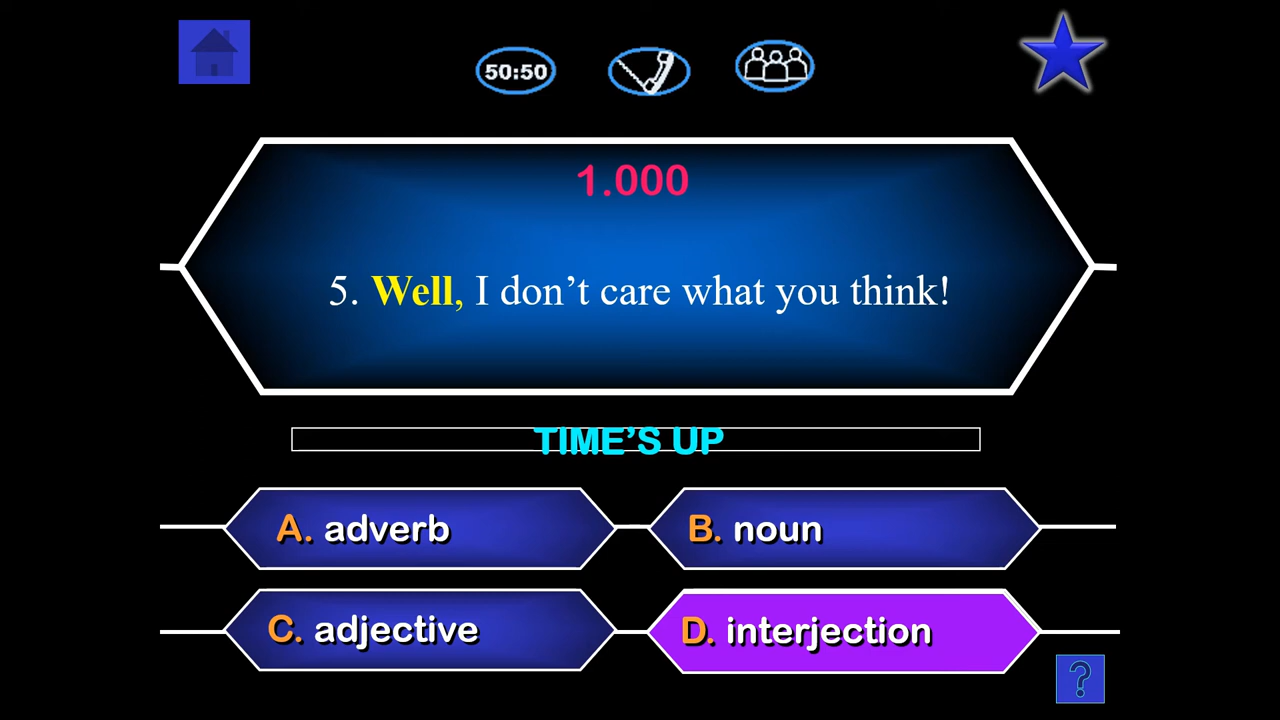 50:50
1.000
5. Well, I don’t care what you think!
TIME’S UP
A. adverb
B. noun
C. adjective
D. interjection
?